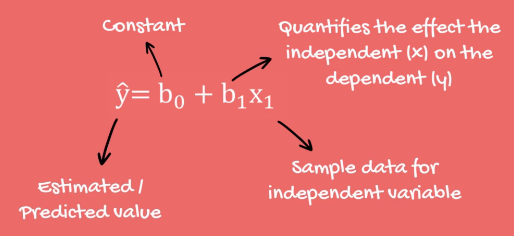 Constant
Quantifies the effect the
independent (x) on the
dependent (y)
ŷ= b₀ + b₁x₁
Estimated /
Predicted value
Sample data for
independent variable